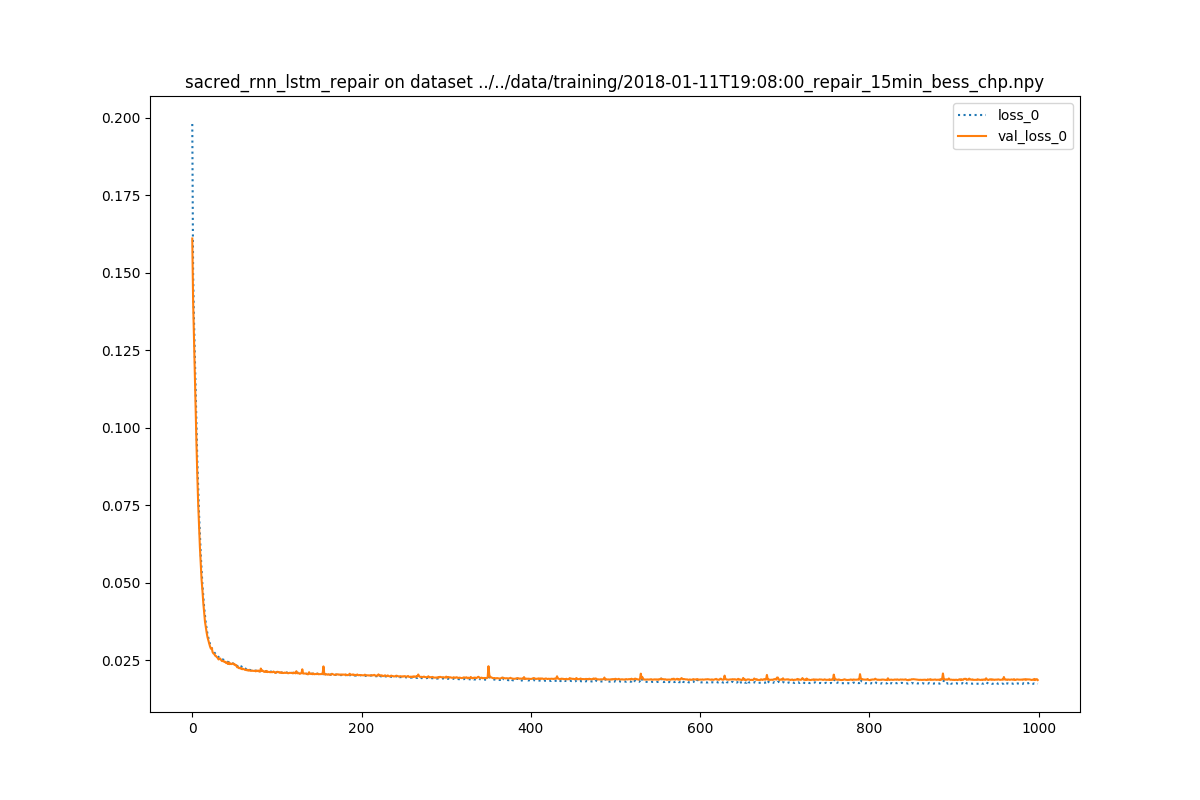 sacred_rnn_lstm_repair on dataset ../../data/training/2018-01-11T19:08:00_repair_15min_bess_chp.npy
loss_0
val_loss_0
0.200
0.175
0.150
0.125
0.100
0.075
0.050
0.025
0 200 400 600 800 1000